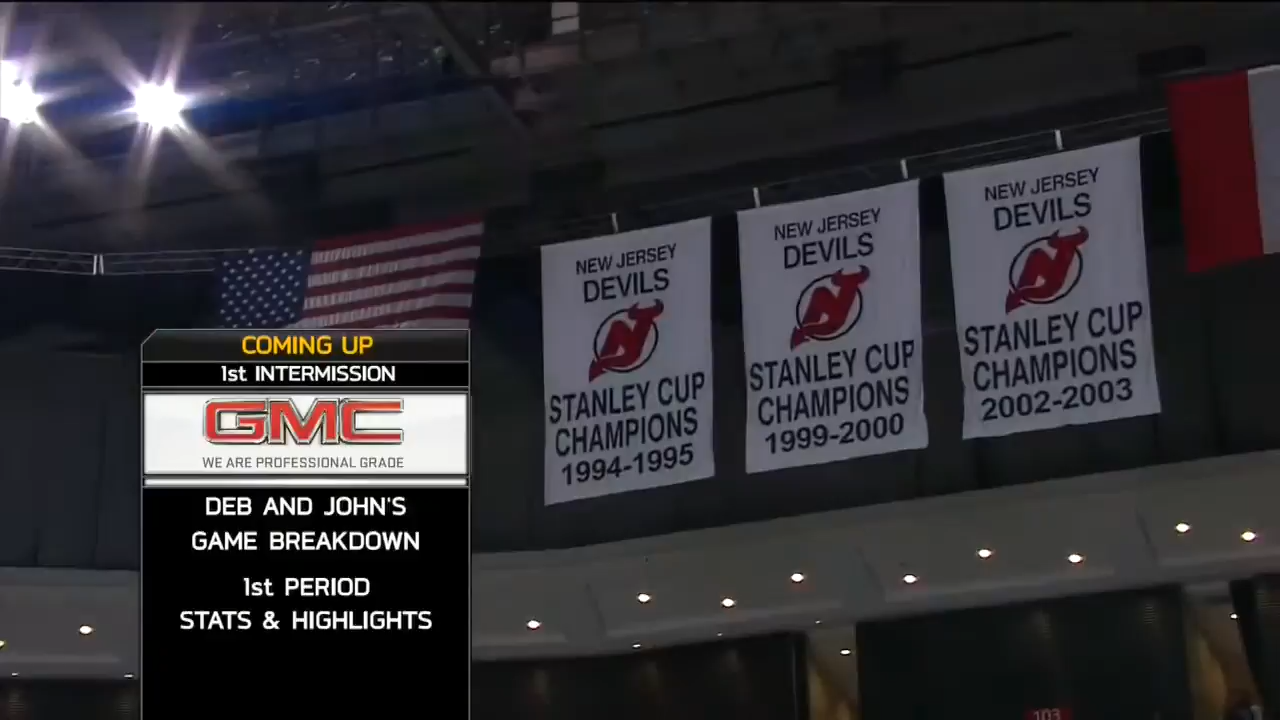 COMING UP
1st INTERMISSION
GMC
WE ARE PROFESSIONAL GRADE
DEB AND JOHN'S
GAME BREAKDOWN
1st PERIOD
STATS & HIGHLIGHTS
NEW JERSEY
DEVILS
STANLEY CUP
CHAMPIONS
1994-1995
NEW JERSEY
DEVILS
STANLEY CUP
CHAMPIONS
1999-2000
NEW JERSEY
DEVILS
STANLEY CUP
CHAMPIONS
2002-2003
103